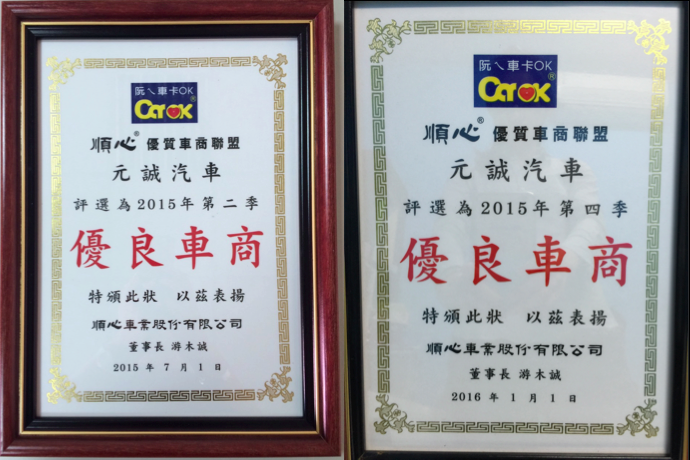 阮ㄟ車卡OK
CarOK®
順心® 優質車商聯盟
元誠汽車
評選為2015年第二季
優良車商
特頒此狀 以茲表揚
順心車業股份有限公司
董事長 游木誠
2015 年 7 月 1 日
阮ㄟ車卡OK
CarOK®
順心® 優質車商聯盟
元誠汽車
評選為2015年第四季
優良車商
特頒此狀 以茲表揚
順心車業股份有限公司
董事長 游木誠
2016 年 1 月 1 日